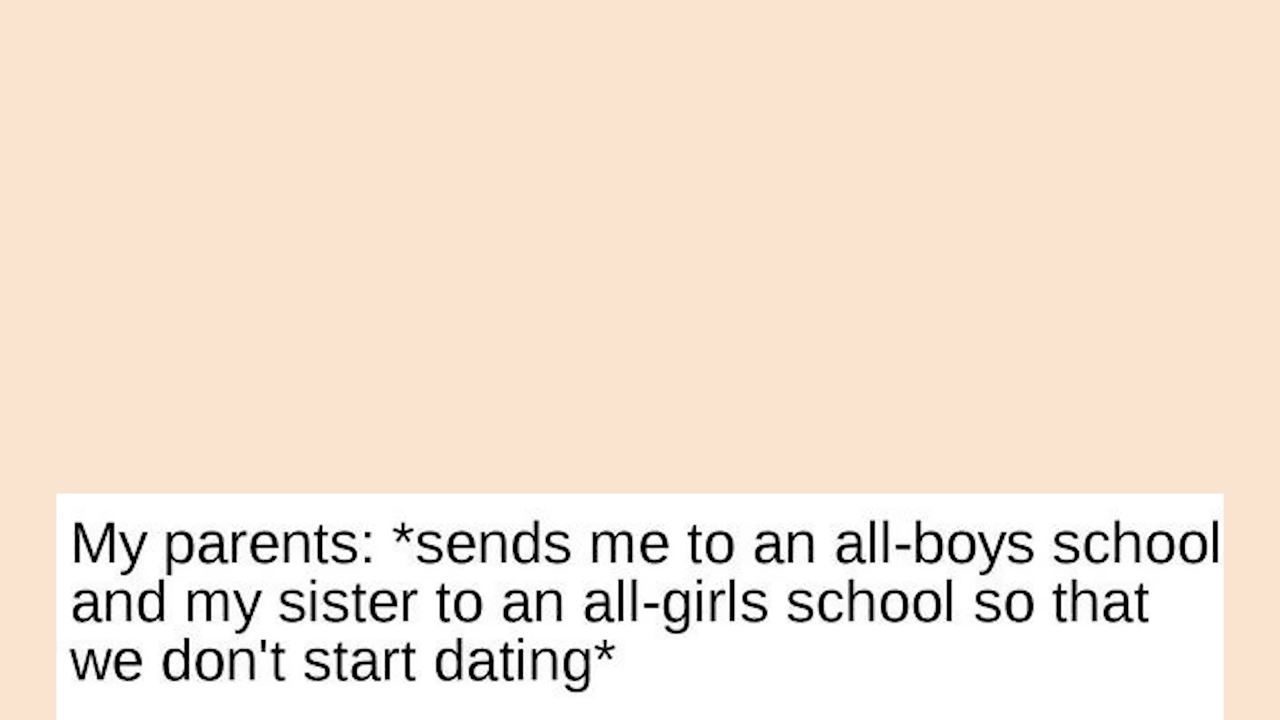 My parents: *sends me to an all-boys school
and my sister to an all-girls school so that
we don't start dating*